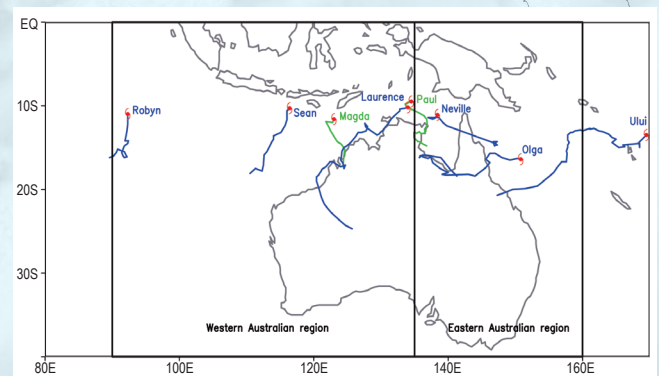 EQ
10S
20S
30S
Robyn
Sean
Laurence
Paul
Magda
Neville
Olga
Ului
Western Australian region
Eastern Australian region
80E
100E
120E
140E
160E